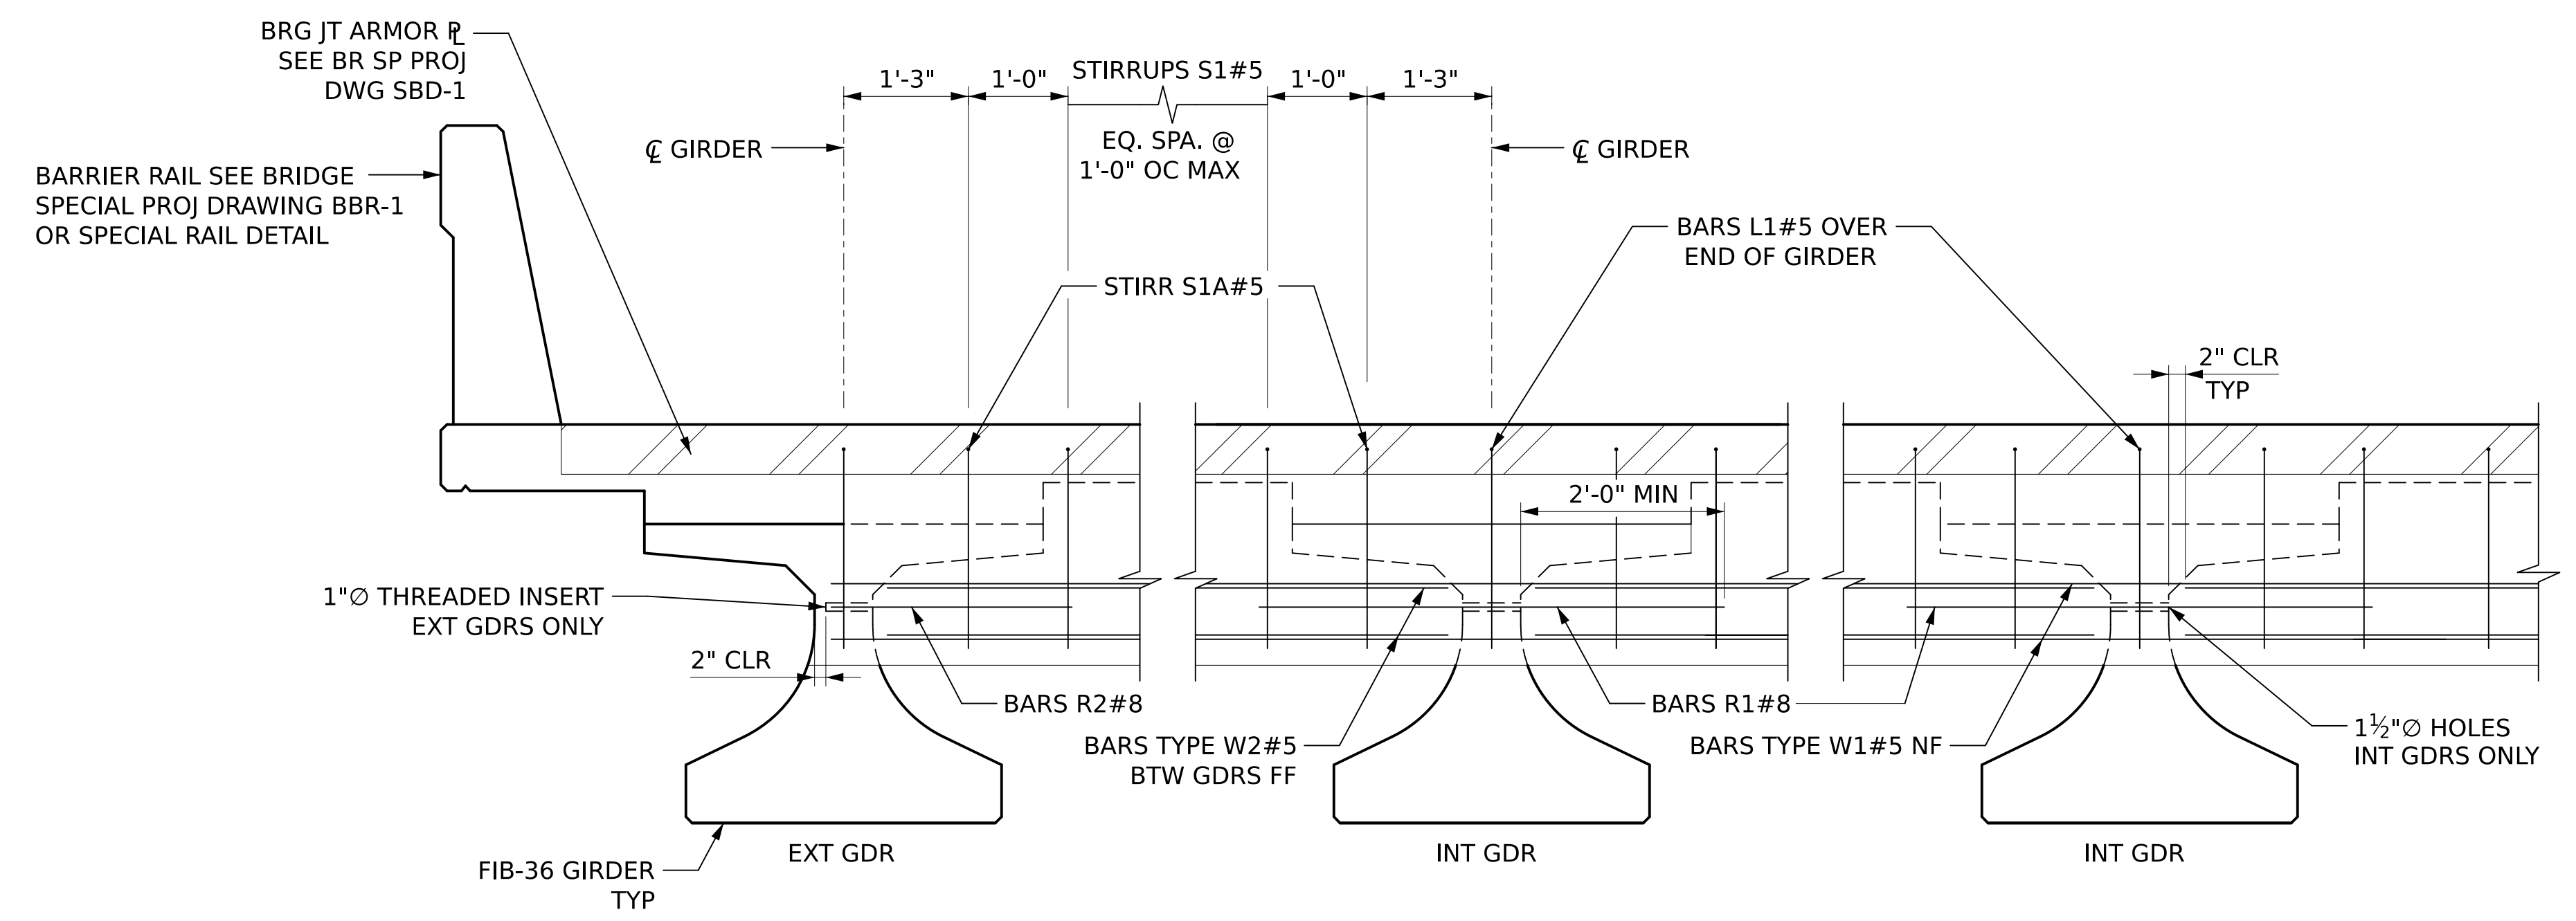 BRG JT ARMOR ⅊
SEE BR SP PROJ
DWG SBD-1
1'-3"
1'-0"
STIRRUPS S1#5
EQ. SPA. @
1'-0" OC MAX
1'-0"
1'-3"
℄ GIRDER
℄ GIRDER
BARRIER RAIL SEE BRIDGE
SPECIAL PROJ DRAWING BBR-1
OR SPECIAL RAIL DETAIL
BARS L1#5 OVER
END OF GIRDER
STIRR S1A#5
2" CLR
TYP
2'-0" MIN
1"∅ THREADED INSERT
EXT GDRS ONLY
2" CLR
BARS R2#8
BARS R1#8
BARS TYPE W2#5
BTW GDRS FF
BARS TYPE W1#5 NF
1½"∅ HOLES
INT GDRS ONLY
EXT GDR
INT GDR
INT GDR
FIB-36 GIRDER
TYP